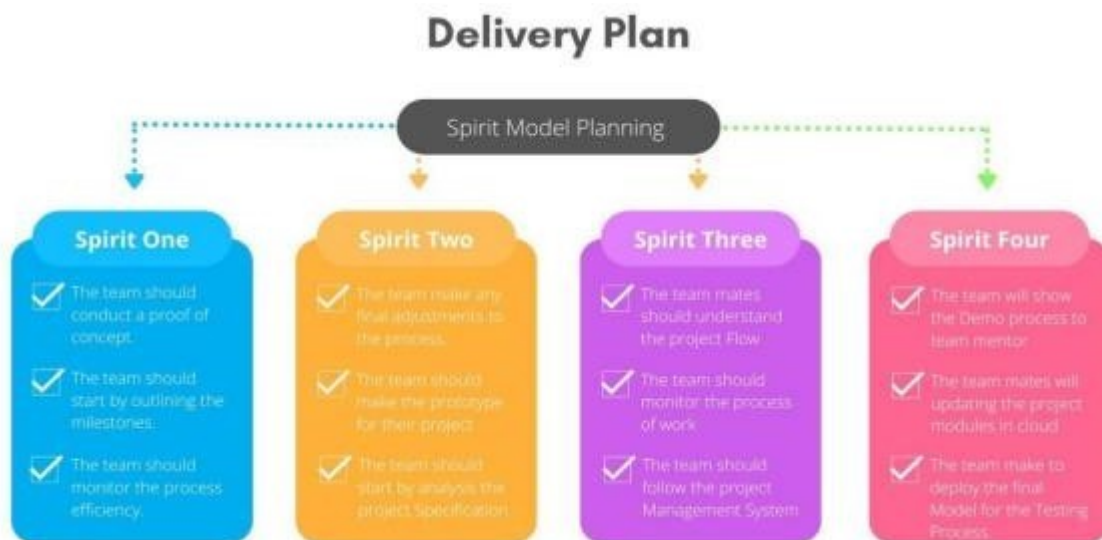 Delivery Plan
Spirit Model Planning
Spirit One
The team should
conduct a proof of
concept.
The team should
start by outlining the
milestories.
The team should
monitor the process
efficiency.
Spirit Two
The team make any
final adjustments to
the process.
The team should
make the prototype
for their project
The team should
start by analysis the
project Specification
Spirit Three
The team mates
should understand
the project Flow
The team should
monitor the process
of work
The team should
follow the project
Management System
Spirit Four
The team will show
the Demo process to
team mentor
The team mates will
updating the project
modules in cloud
The team make to
deploy the final
Model for the Testing
Process